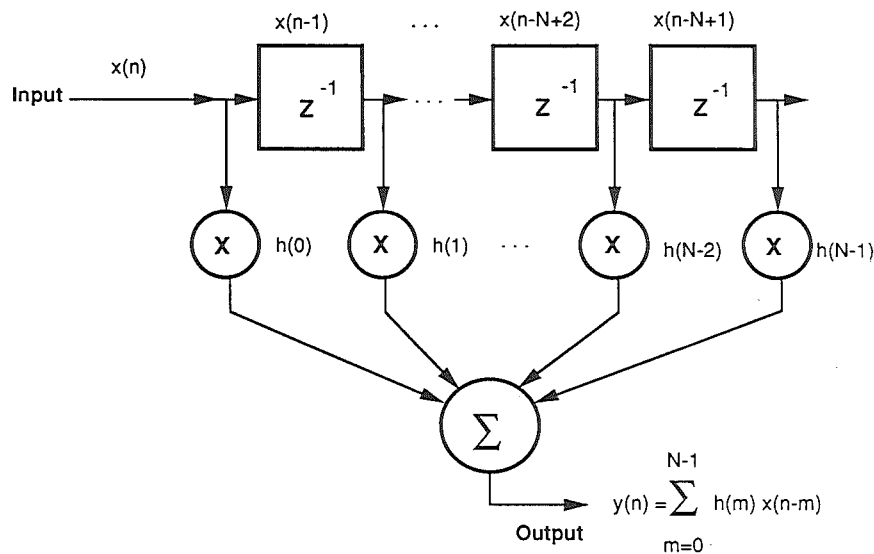 x(n-1) ... x(n-N+2) x(n-N+1)
x(n)
Input z⁻¹ ... z⁻¹ z⁻¹
X h(0) X h(1) ... X h(N-2) X h(N-1)
Σ
N-1
y(n) = Σ h(m) x(n-m)
Output
m=0